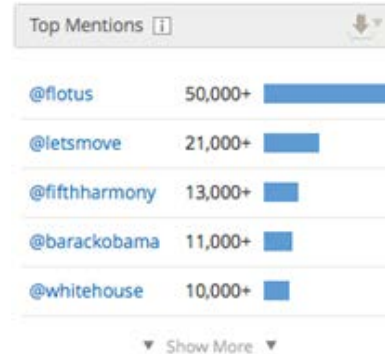 Top Mentions i
@flotus 50,000+
@letsmove 21,000+
@fifthharmony 13,000+
@barackobama 11,000+
@whitehouse 10,000+
▼ Show More ▼